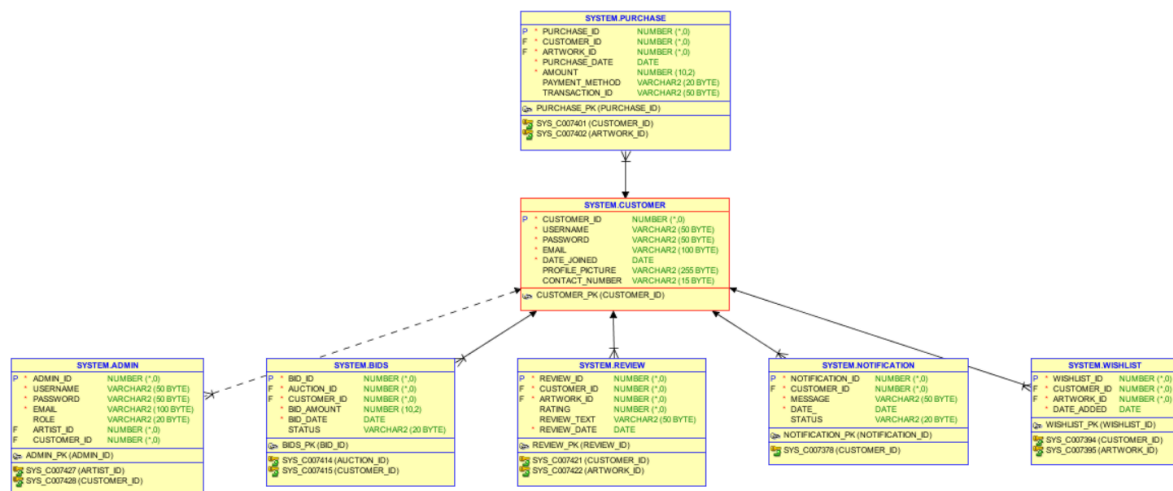 SYSTEM.PURCHASE
P * PURCHASE_ID NUMBER (*,0)
F * CUSTOMER_ID NUMBER (*,0)
F * ARTWORK_ID NUMBER (*,0)
* PURCHASE_DATE DATE
* AMOUNT NUMBER (10,2)
PAYMENT_METHOD VARCHAR2 (20 BYTE)
TRANSACTION_ID VARCHAR2 (50 BYTE)
PURCHASE_PK (PURCHASE_ID)
SYS_C007401 (CUSTOMER_ID)
SYS_C007402 (ARTWORK_ID)
SYSTEM.CUSTOMER
P * CUSTOMER_ID NUMBER (*,0)
* USERNAME VARCHAR2 (50 BYTE)
* PASSWORD VARCHAR2 (50 BYTE)
* EMAIL VARCHAR2 (100 BYTE)
* DATE_JOINED DATE
PROFILE_PICTURE VARCHAR2 (255 BYTE)
CONTACT_NUMBER VARCHAR2 (15 BYTE)
CUSTOMER_PK (CUSTOMER_ID)
SYSTEM.ADMIN
P * ADMIN_ID NUMBER (*,0)
* USERNAME VARCHAR2 (50 BYTE)
* PASSWORD VARCHAR2 (50 BYTE)
* EMAIL VARCHAR2 (100 BYTE)
ROLE VARCHAR2 (20 BYTE)
F ARTIST_ID NUMBER (*,0)
F CUSTOMER_ID NUMBER (*,0)
ADMIN_PK (ADMIN_ID)
SYS_C007427 (ARTIST_ID)
SYS_C007428 (CUSTOMER_ID)
SYSTEM.BIDS
P * BID_ID NUMBER (*,0)
F * AUCTION_ID NUMBER (*,0)
F * CUSTOMER_ID NUMBER (*,0)
* BID_AMOUNT NUMBER (10,2)
* BID_DATE DATE
STATUS VARCHAR2 (20 BYTE)
BIDS_PK (BID_ID)
SYS_C007414 (AUCTION_ID)
SYS_C007415 (CUSTOMER_ID)
SYSTEM.REVIEW
P * REVIEW_ID NUMBER (*,0)
F * CUSTOMER_ID NUMBER (*,0)
F * ARTWORK_ID NUMBER (*,0)
RATING NUMBER (*,0)
REVIEW_TEXT VARCHAR2 (50 BYTE)
* REVIEW_DATE DATE
REVIEW_PK (REVIEW_ID)
SYS_C007421 (CUSTOMER_ID)
SYS_C007422 (ARTWORK_ID)
SYSTEM.NOTIFICATION
P * NOTIFICATION_ID NUMBER (*,0)
F * CUSTOMER_ID NUMBER (*,0)
* MESSAGE VARCHAR2 (50 BYTE)
* DATE_ DATE
STATUS VARCHAR2 (20 BYTE)
NOTIFICATION_PK (NOTIFICATION_ID)
SYS_C007378 (CUSTOMER_ID)
SYSTEM.WISHLIST
P * WISHLIST_ID NUMBER (*,0)
F * CUSTOMER_ID NUMBER (*,0)
F * ARTWORK_ID NUMBER (*,0)
* DATE_ADDED DATE
WISHLIST_PK (WISHLIST_ID)
SYS_C007394 (CUSTOMER_ID)
SYS_C007395 (ARTWORK_ID)